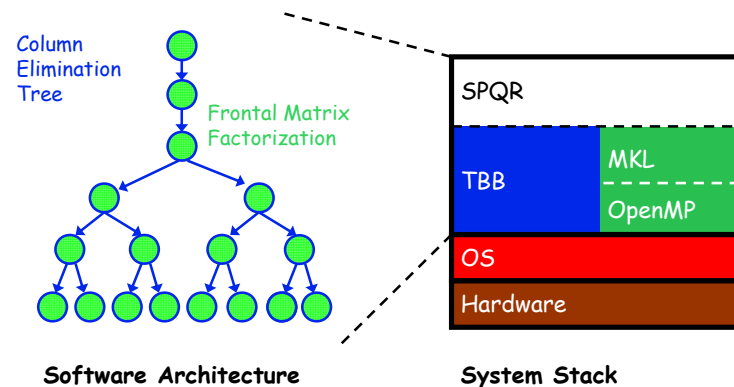 Column
Elimination
Tree
Frontal Matrix
Factorization
SPQR
TBB
MKL
OpenMP
OS
Hardware
Software Architecture
System Stack